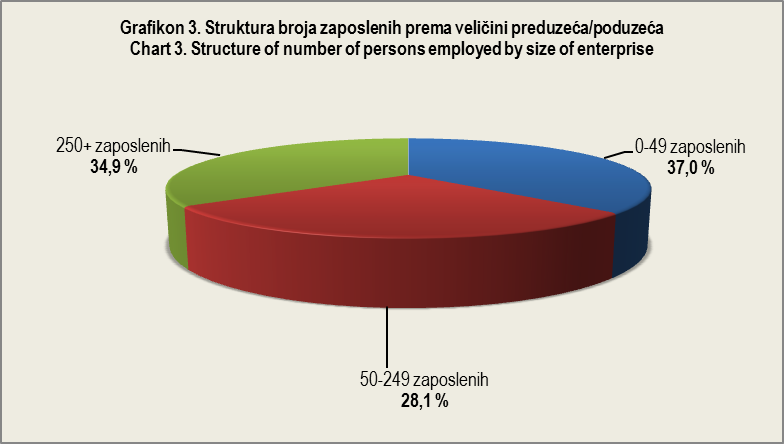 Grafikon 3. Struktura broja zaposlenih prema veličini preduzeća/poduzeća
Chart 3. Structure of number of persons employed by size of enterprise
250+ zaposlenih
34,9 %
0-49 zaposlenih
37,0 %
50-249 zaposlenih
28,1 %